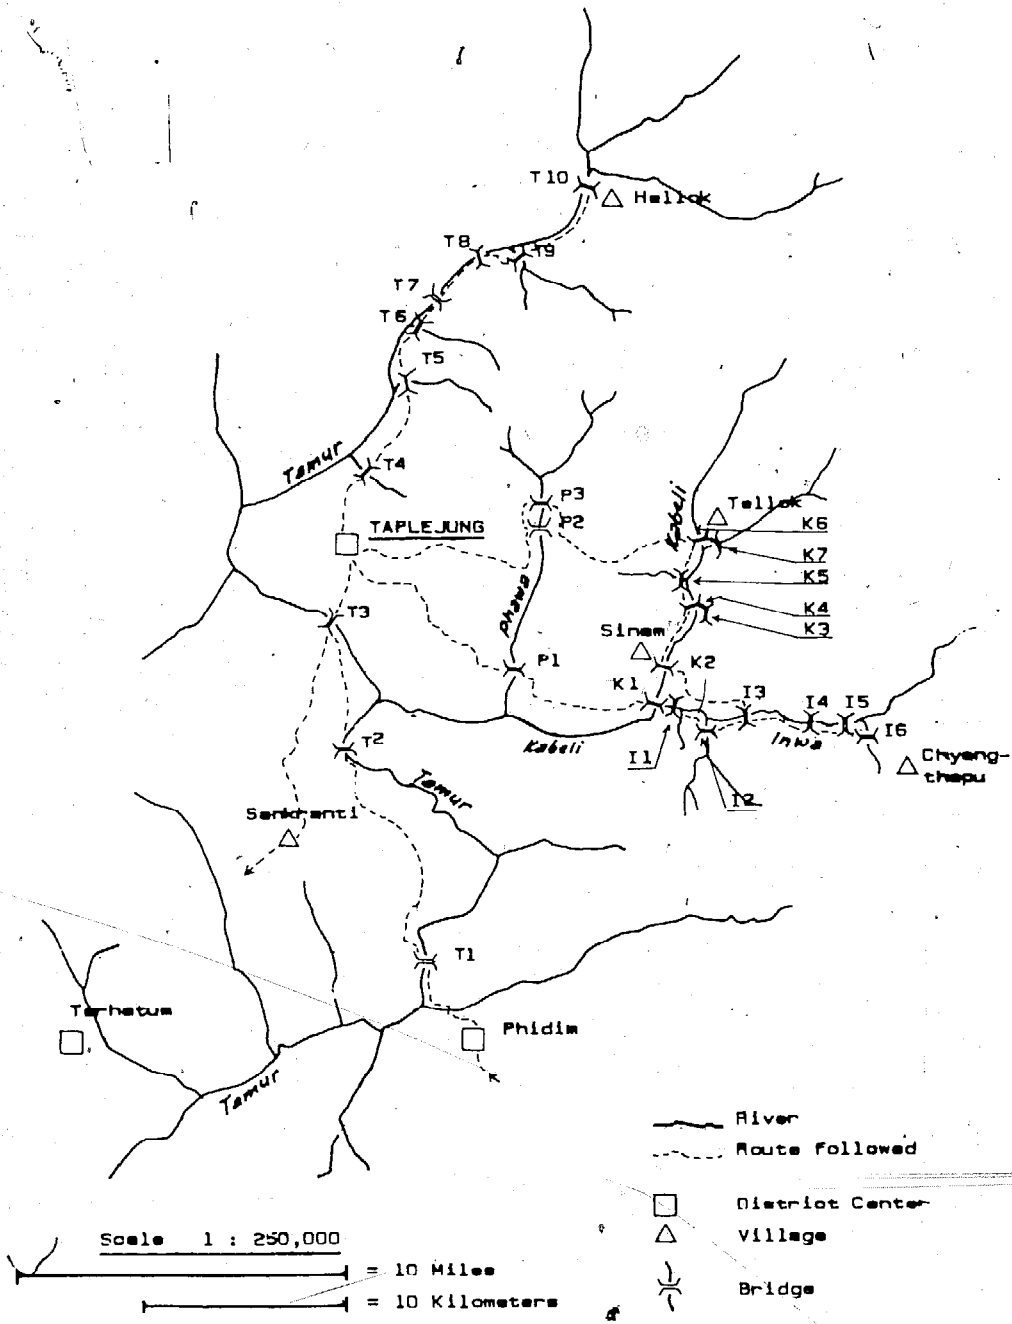 T10
Hellok
T8
T9
T7
T6
T5
Tamur
T4
P3
P2
Kabeli
Tellok
K6
K7
K5
K4
K3
TAPLEJUNG
Phawa
T3
Sinam
P1
K2
K1
I3
I4
I5
I6
Inwa
I1
I2
Kabeli
Chyang-
thapu
T2
Tamur
Sankranti
T1
Terhatum
Phidim
Tamur
River
Route followed
District Center
Village
Bridge
Scale 1 : 250,000
= 10 Miles
= 10 Kilometers